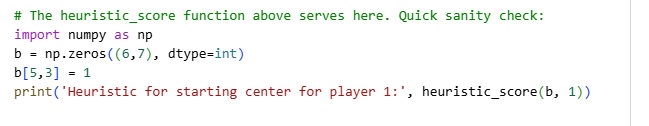 # The heuristic_score function above serves here. Quick sanity check:
import numpy as np
b = np.zeros((6,7), dtype=int)
b[5,3] = 1
print('Heuristic for starting center for player 1:', heuristic_score(b, 1))